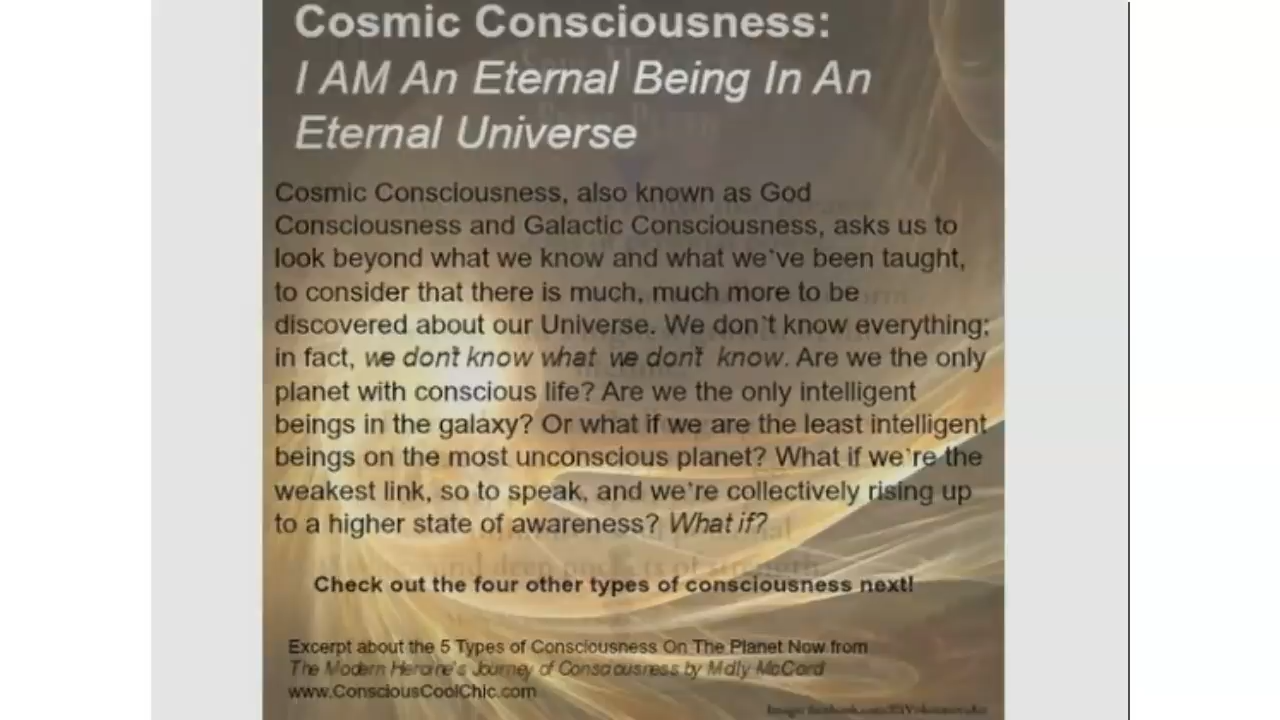 Cosmic Consciousness:
I AM An Eternal Being In An
Eternal Universe
Cosmic Consciousness, also known as God
Consciousness and Galactic Consciousness, asks us to
look beyond what we know and what we've been taught,
to consider that there is much, much more to be
discovered about our Universe. We don't know everything;
in fact, we don't know what we don't know. Are we the only
planet with conscious life? Are we the only intelligent
beings in the galaxy? Or what if we are the least intelligent
beings on the most unconscious planet? What if we're the
weakest link, so to speak, and we're collectively rising up
to a higher state of awareness? What if?
Check out the four other types of consciousness next!
Excerpt about the 5 Types of Consciousness On The Planet Now from
The Modern Heroine's Journey of Consciousness by Molly McCord
www.ConsciousCoolChic.com